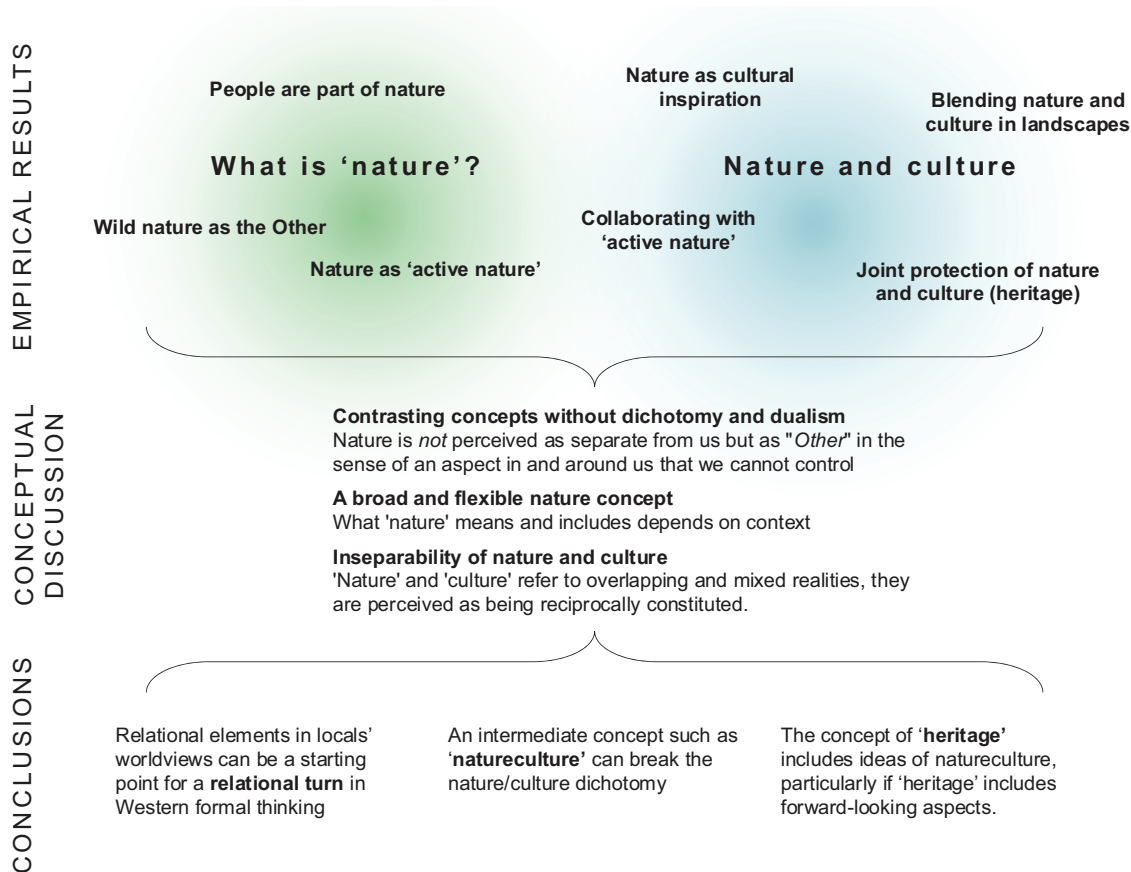 EMPIRICAL RESULTS
People are part of nature
What is ‘nature’?
Wild nature as the Other
Nature as ‘active nature’
Nature as cultural
inspiration
Blending nature and
culture in landscapes
Nature and culture
Collaborating with
‘active nature’
Joint protection of nature
and culture (heritage)
CONCEPTUAL
DISCUSSION
Contrasting concepts without dichotomy and dualism
Nature is not perceived as separate from us but as "Other" in the
sense of an aspect in and around us that we cannot control
A broad and flexible nature concept
What 'nature' means and includes depends on context
Inseparability of nature and culture
'Nature' and 'culture' refer to overlapping and mixed realities, they
are perceived as being reciprocally constituted.
CONCLUSIONS
Relational elements in locals’
worldviews can be a starting
point for a relational turn in
Western formal thinking
An intermediate concept such as
‘natureculture’ can break the
nature/culture dichotomy
The concept of ‘heritage’
includes ideas of natureculture,
particularly if ‘heritage’ includes
forward-looking aspects.